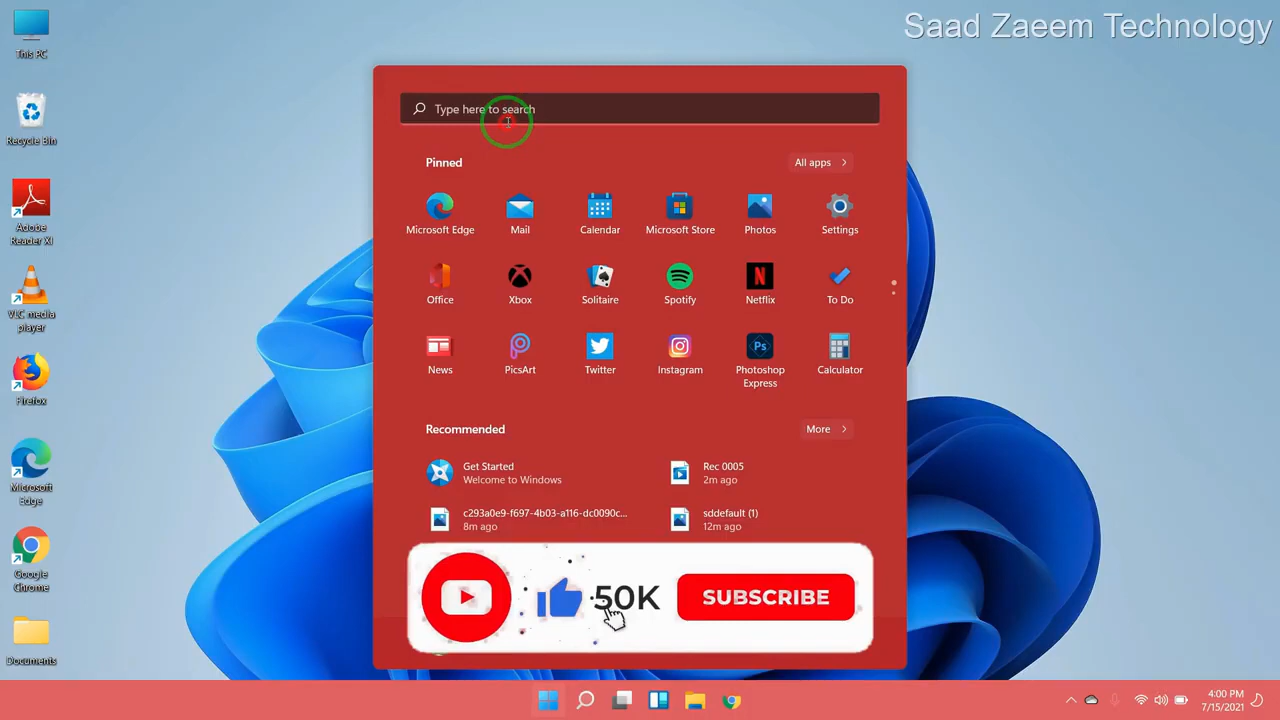 Saad Zaeem Technology
This PC
Recycle Bin
Adobe
Reader XI
VLC media
player
Firefox
Microsoft
Edge
Google
Chrome
Documents
Type here to search
Pinned
All apps
Microsoft Edge
Mail
Calendar
Microsoft Store
Photos
Settings
Office
Xbox
Solitaire
Spotify
Netflix
To Do
News
PicsArt
Twitter
Instagram
Ps
Photoshop
Express
Calculator
Recommended
More
Get Started
Welcome to Windows
Rec 0005
2m ago
c293a0e9-f697-4b03-a116-dc0090c...
8m ago
sddefault (1)
12m ago
50K
SUBSCRIBE
4:00 PM
7/15/2021